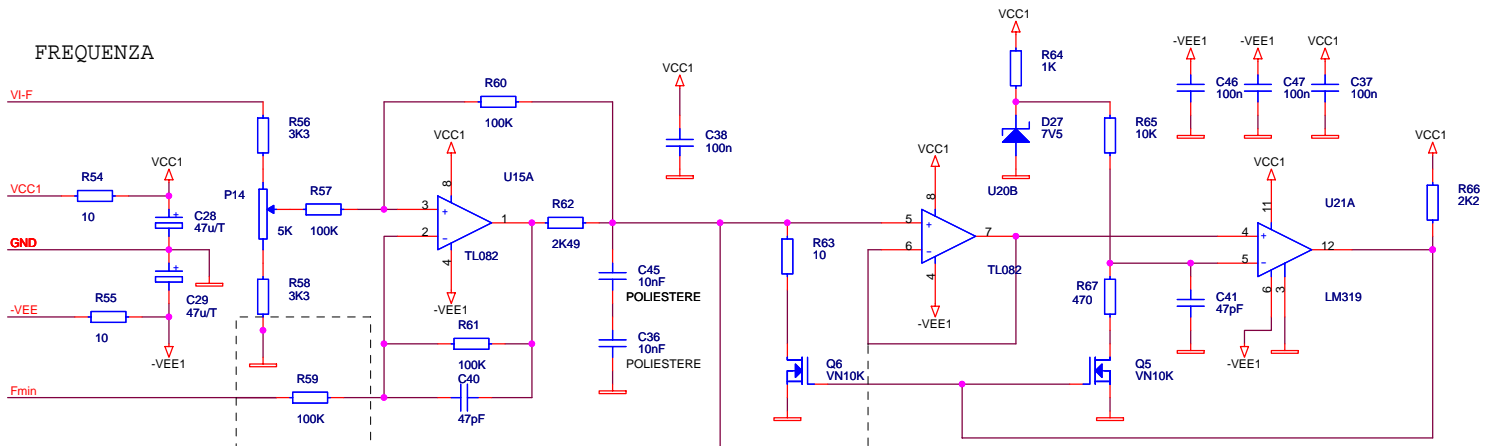 FREQUENZA
VI-F
VCC1
GND
-VEE
Fmin
R54
10
R55
10
VCC1
C28
47u/T
C29
47u/T
-VEE1
R56
3K3
P14
5K
R58
3K3
R57
100K
R59
100K
R60
100K
VCC1
8
3
+
2
-
1
4
U15A
TL082
-VEE1
R61
100K
C40
47pF
R62
2K49
C45
10nF
POLIESTERE
C36
10nF
POLIESTERE
VCC1
C38
100n
R63
10
Q6
VN10K
VCC1
8
5
+
6
-
7
4
U20B
TL082
-VEE1
VCC1
R64
1K
D27
7V5
R65
10K
R67
470
Q5
VN10K
C41
47pF
-VEE1
C46
100n
-VEE1
C47
100n
VCC1
C37
100n
VCC1
11
4
+
5
-
12
6
3
U21A
LM319
-VEE1
VCC1
R66
2K2